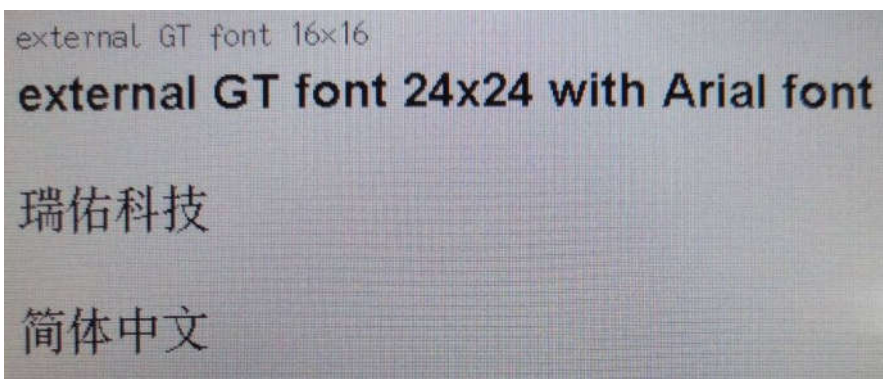 external GT font 16x16
external GT font 24x24 with Arial font
瑞佑科技
简体中文